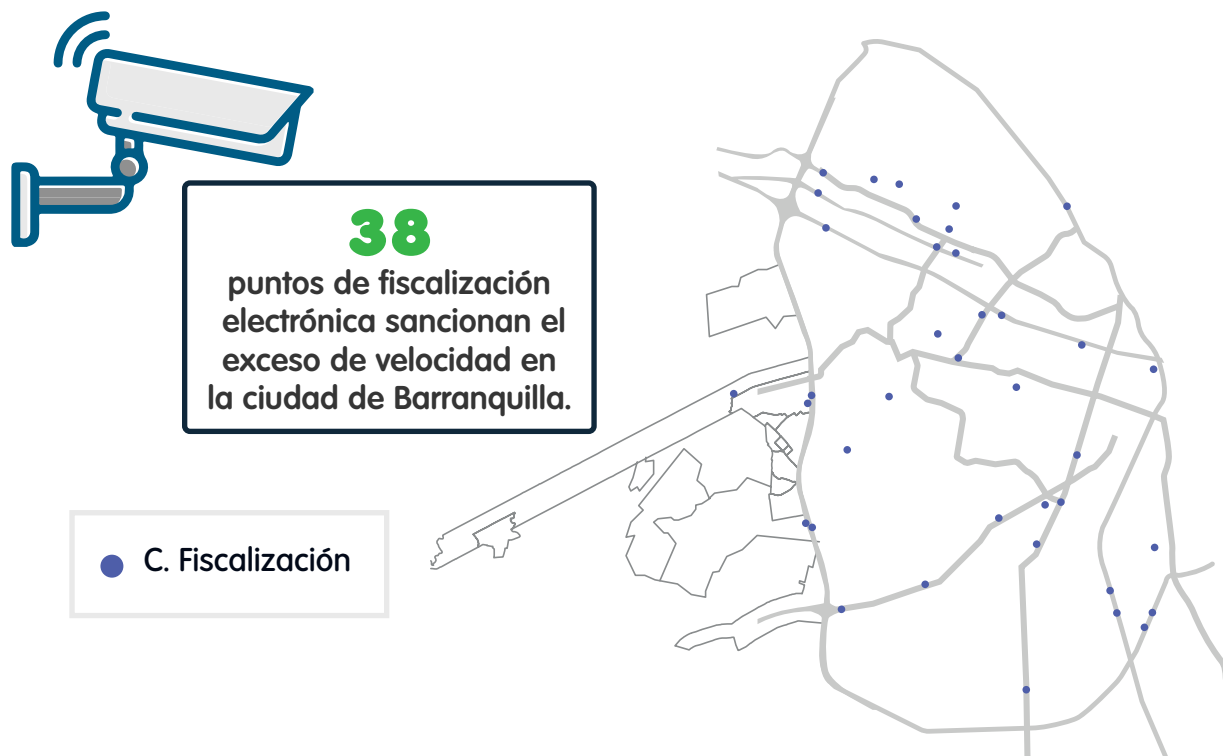 38
puntos de fiscalización
electrónica sancionan el
exceso de velocidad en
la ciudad de Barranquilla.
C. Fiscalización